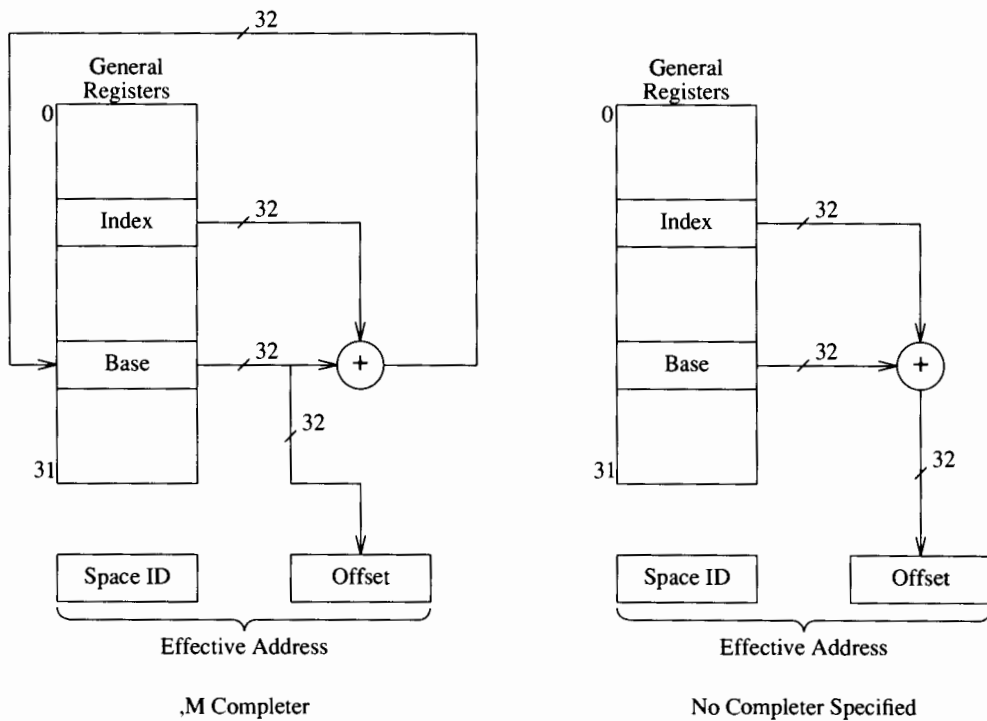 32
General
Registers
0
Index
32
Base
32
+
32
31
Space ID
Offset
Effective Address
,M Completer
General
Registers
0
Index
32
Base
32
+
32
31
Space ID
Offset
Effective Address
No Completer Specified